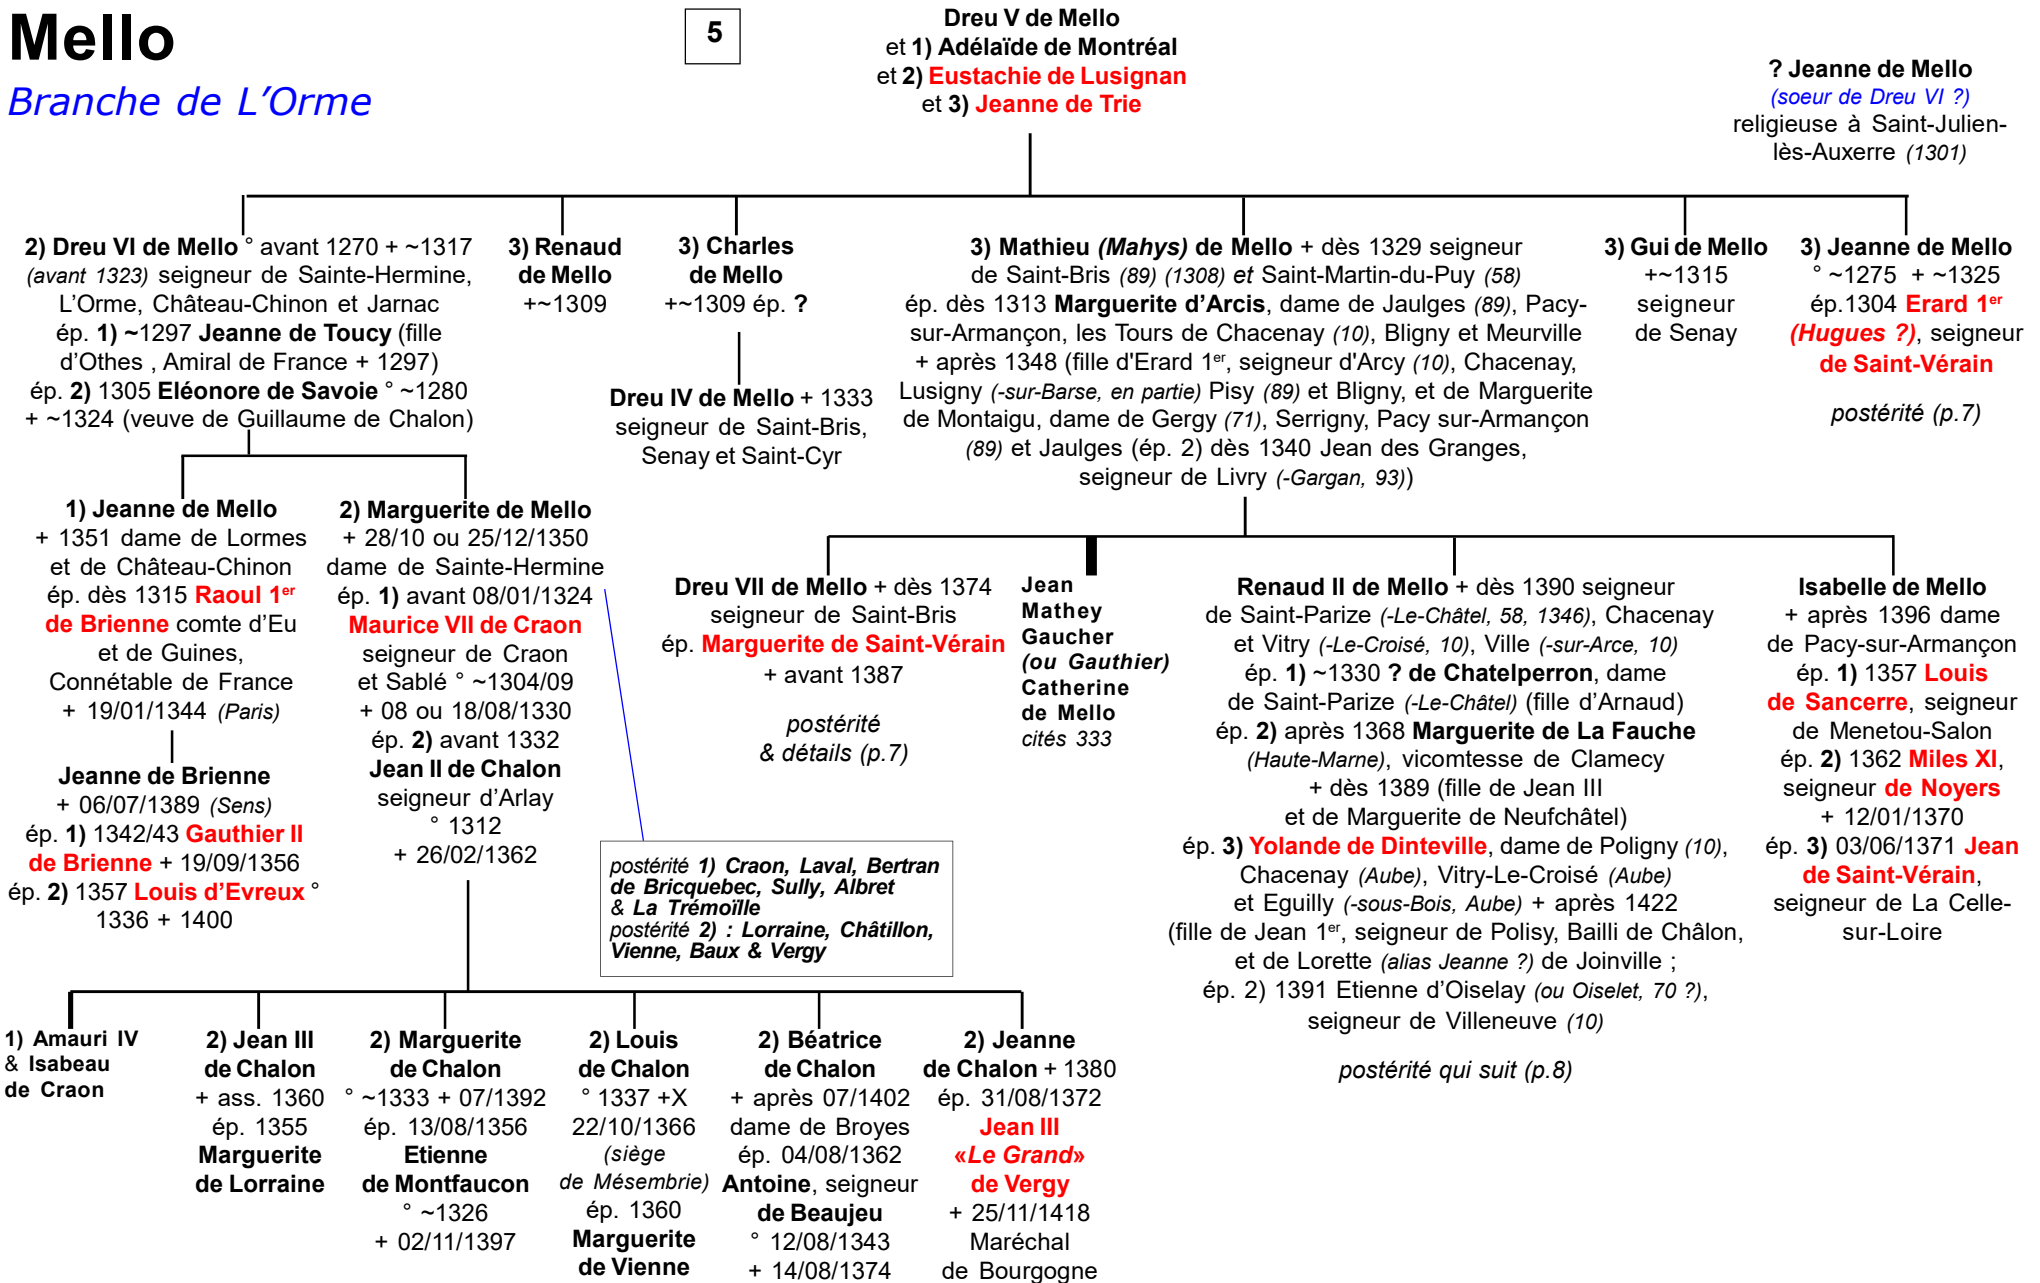 Mello
Branche de L’Orme
5
Dreu V de Mello
et 1) Adélaïde de Montréal
et 2) Eustachie de Lusignan
et 3) Jeanne de Trie
? Jeanne de Mello
(soeur de Dreu VI ?)
religieuse à Saint-Julien-
lès-Auxerre (1301)
2) Dreu VI de Mello ° avant 1270 + ~1317
(avant 1323) seigneur de Sainte-Hermine,
L’Orme, Château-Chinon et Jarnac
ép. 1) ~1297 Jeanne de Toucy (fille
d’Othes , Amiral de France + 1297)
ép. 2) 1305 Eléonore de Savoie ° ~1280
+ ~1324 (veuve de Guillaume de Chalon)
3) Renaud
de Mello
+~1309
3) Charles
de Mello
+~1309 ép. ?
Dreu IV de Mello + 1333
seigneur de Saint-Bris,
Senay et Saint-Cyr
3) Mathieu (Mahys) de Mello + dès 1329 seigneur
de Saint-Bris (89) (1308) et Saint-Martin-du-Puy (58)
ép. dès 1313 Marguerite d’Arcis, dame de Jaulges (89), Pacy-
sur-Armançon, les Tours de Chacenay (10), Bligny et Meurville
+ après 1348 (fille d'Erard 1er, seigneur d'Arcy (10), Chacenay,
Lusigny (-sur-Barse, en partie) Pisy (89) et Bligny, et de Marguerite
de Montaigu, dame de Gergy (71), Serrigny, Pacy sur-Armançon
(89) et Jaulges (ép. 2) dès 1340 Jean des Granges,
seigneur de Livry (-Gargan, 93))
3) Gui de Mello
+~1315
seigneur
de Senay
3) Jeanne de Mello
° ~1275 + ~1325
ép.1304 Erard 1er
(Hugues ?), seigneur
de Saint-Vérain
postérité (p.7)
1) Jeanne de Mello
+ 1351 dame de Lormes
et de Château-Chinon
ép. dès 1315 Raoul 1er
de Brienne comte d’Eu
et de Guines,
Connétable de France
+ 19/01/1344 (Paris)
Jeanne de Brienne
+ 06/07/1389 (Sens)
ép. 1) 1342/43 Gauthier II
de Brienne + 19/09/1356
ép. 2) 1357 Louis d’Evreux °
1336 + 1400
2) Marguerite de Mello
+ 28/10 ou 25/12/1350
dame de Sainte-Hermine
ép. 1) avant 08/01/1324
Maurice VII de Craon
seigneur de Craon
et Sablé ° ~1304/09
+ 08 ou 18/08/1330
ép. 2) avant 1332
Jean II de Chalon
seigneur d’Arlay
° 1312
+ 26/02/1362
postérité 1) Craon, Laval, Bertran
de Bricquebec, Sully, Albret
& La Trémoïlle
postérité 2) : Lorraine, Châtillon,
Vienne, Baux & Vergy
Dreu VII de Mello + dès 1374
seigneur de Saint-Bris
ép. Marguerite de Saint-Vérain
+ avant 1387
postérité
& détails (p.7)
Jean
Mathey
Gaucher
(ou Gauthier)
Catherine
de Mello
cités 333
Renaud II de Mello + dès 1390 seigneur
de Saint-Parize (-Le-Châtel, 58, 1346), Chacenay
et Vitry (-Le-Croisé, 10), Ville (-sur-Arce, 10)
ép. 1) ~1330 ? de Chatelperron, dame
de Saint-Parize (-Le-Châtel) (fille d’Arnaud)
ép. 2) après 1368 Marguerite de La Fauche
(Haute-Marne), vicomtesse de Clamecy
+ dès 1389 (fille de Jean III
et de Marguerite de Neufchâtel)
ép. 3) Yolande de Dinteville, dame de Poligny (10),
Chacenay (Aube), Vitry-Le-Croisé (Aube)
et Eguilly (-sous-Bois, Aube) + après 1422
(fille de Jean 1er, seigneur de Polisy, Bailli de Châlon,
et de Lorette (alias Jeanne ?) de Joinville ;
ép. 2) 1391 Etienne d’Oiselay (ou Oiselet, 70 ?),
seigneur de Villeneuve (10)
postérité qui suit (p.8)
Isabelle de Mello
+ après 1396 dame
de Pacy-sur-Armançon
ép. 1) 1357 Louis
de Sancerre, seigneur
de Menetou-Salon
ép. 2) 1362 Miles XI,
seigneur de Noyers
+ 12/01/1370
ép. 3) 03/06/1371 Jean
de Saint-Vérain,
seigneur de La Celle-
sur-Loire
1) Amauri IV
& Isabeau
de Craon
2) Jean III
de Chalon
+ ass. 1360
ép. 1355
Marguerite
de Lorraine
2) Marguerite
de Chalon
° ~1333 + 07/1392
ép. 13/08/1356
Etienne
de Montfaucon
° ~1326
+ 02/11/1397
2) Louis
de Chalon
° 1337 +X
22/10/1366
(siège
de Mésembrie)
ép. 1360
Marguerite
de Vienne
2) Béatrice
de Chalon
+ après 07/1402
dame de Broyes
ép. 04/08/1362
Antoine, seigneur
de Beaujeu
° 12/08/1343
+ 14/08/1374
2) Jeanne
de Chalon + 1380
ép. 31/08/1372
Jean III
«Le Grand»
de Vergy
+ 25/11/1418
Maréchal
de Bourgogne